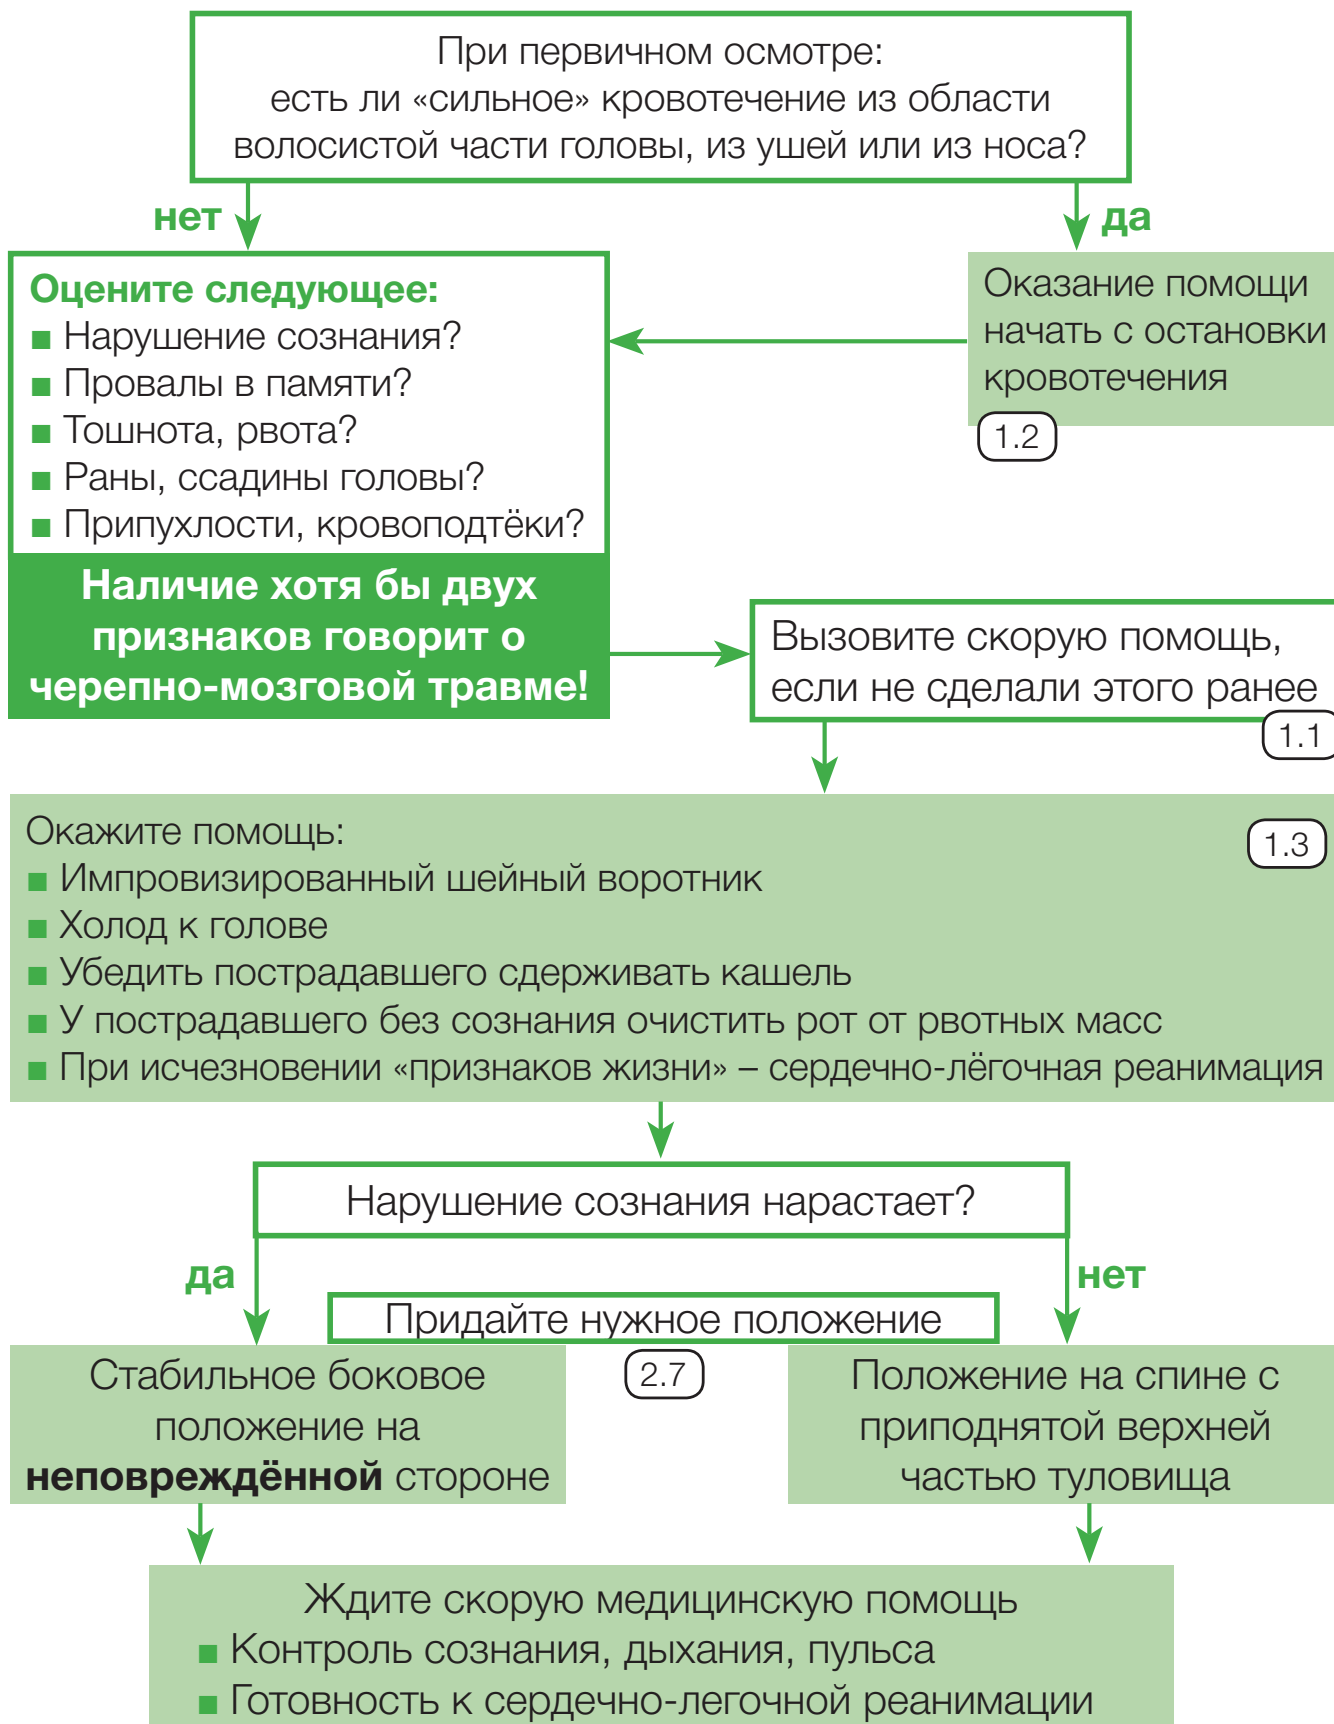 При первичном осмотре:
есть ли «сильное» кровотечение из области
волосистой части головы, из ушей или из носа?
нет
да
Оцените следующее:
■ Нарушение сознания?
■ Провалы в памяти?
■ Тошнота, рвота?
■ Раны, ссадины головы?
■ Припухлости, кровоподтёки?
Наличие хотя бы двух
признаков говорит о
черепно-мозговой травме!
Оказание помощи
начать с остановки
кровотечения
1.2
Вызовите скорую помощь,
если не сделали этого ранее
1.1
Окажите помощь:
1.3
■ Импровизированный шейный воротник
■ Холод к голове
■ Убедить пострадавшего сдерживать кашель
■ У пострадавшего без сознания очистить рот от рвотных масс
■ При исчезновении «признаков жизни» – сердечно-лёгочная реанимация
Нарушение сознания нарастает?
да
нет
Придайте нужное положение
2.7
Стабильное боковое
положение на
неповреждённой стороне
Положение на спине с
приподнятой верхней
частью туловища
Ждите скорую медицинскую помощь
■ Контроль сознания, дыхания, пульса
■ Готовность к сердечно-легочной реанимации